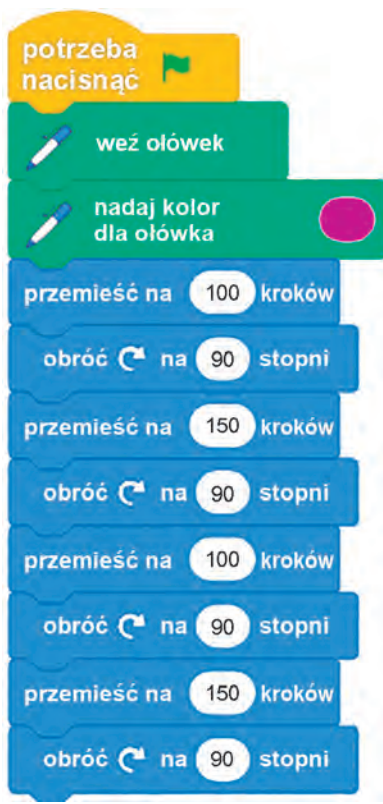 potrzeba
nacisnąć
weź ołówek
nadaj kolor
dla ołówka
przemieść na 100 kroków
obróć na 90 stopni
przemieść na 150 kroków
obróć na 90 stopni
przemieść na 100 kroków
obróć na 90 stopni
przemieść na 150 kroków
obróć na 90 stopni